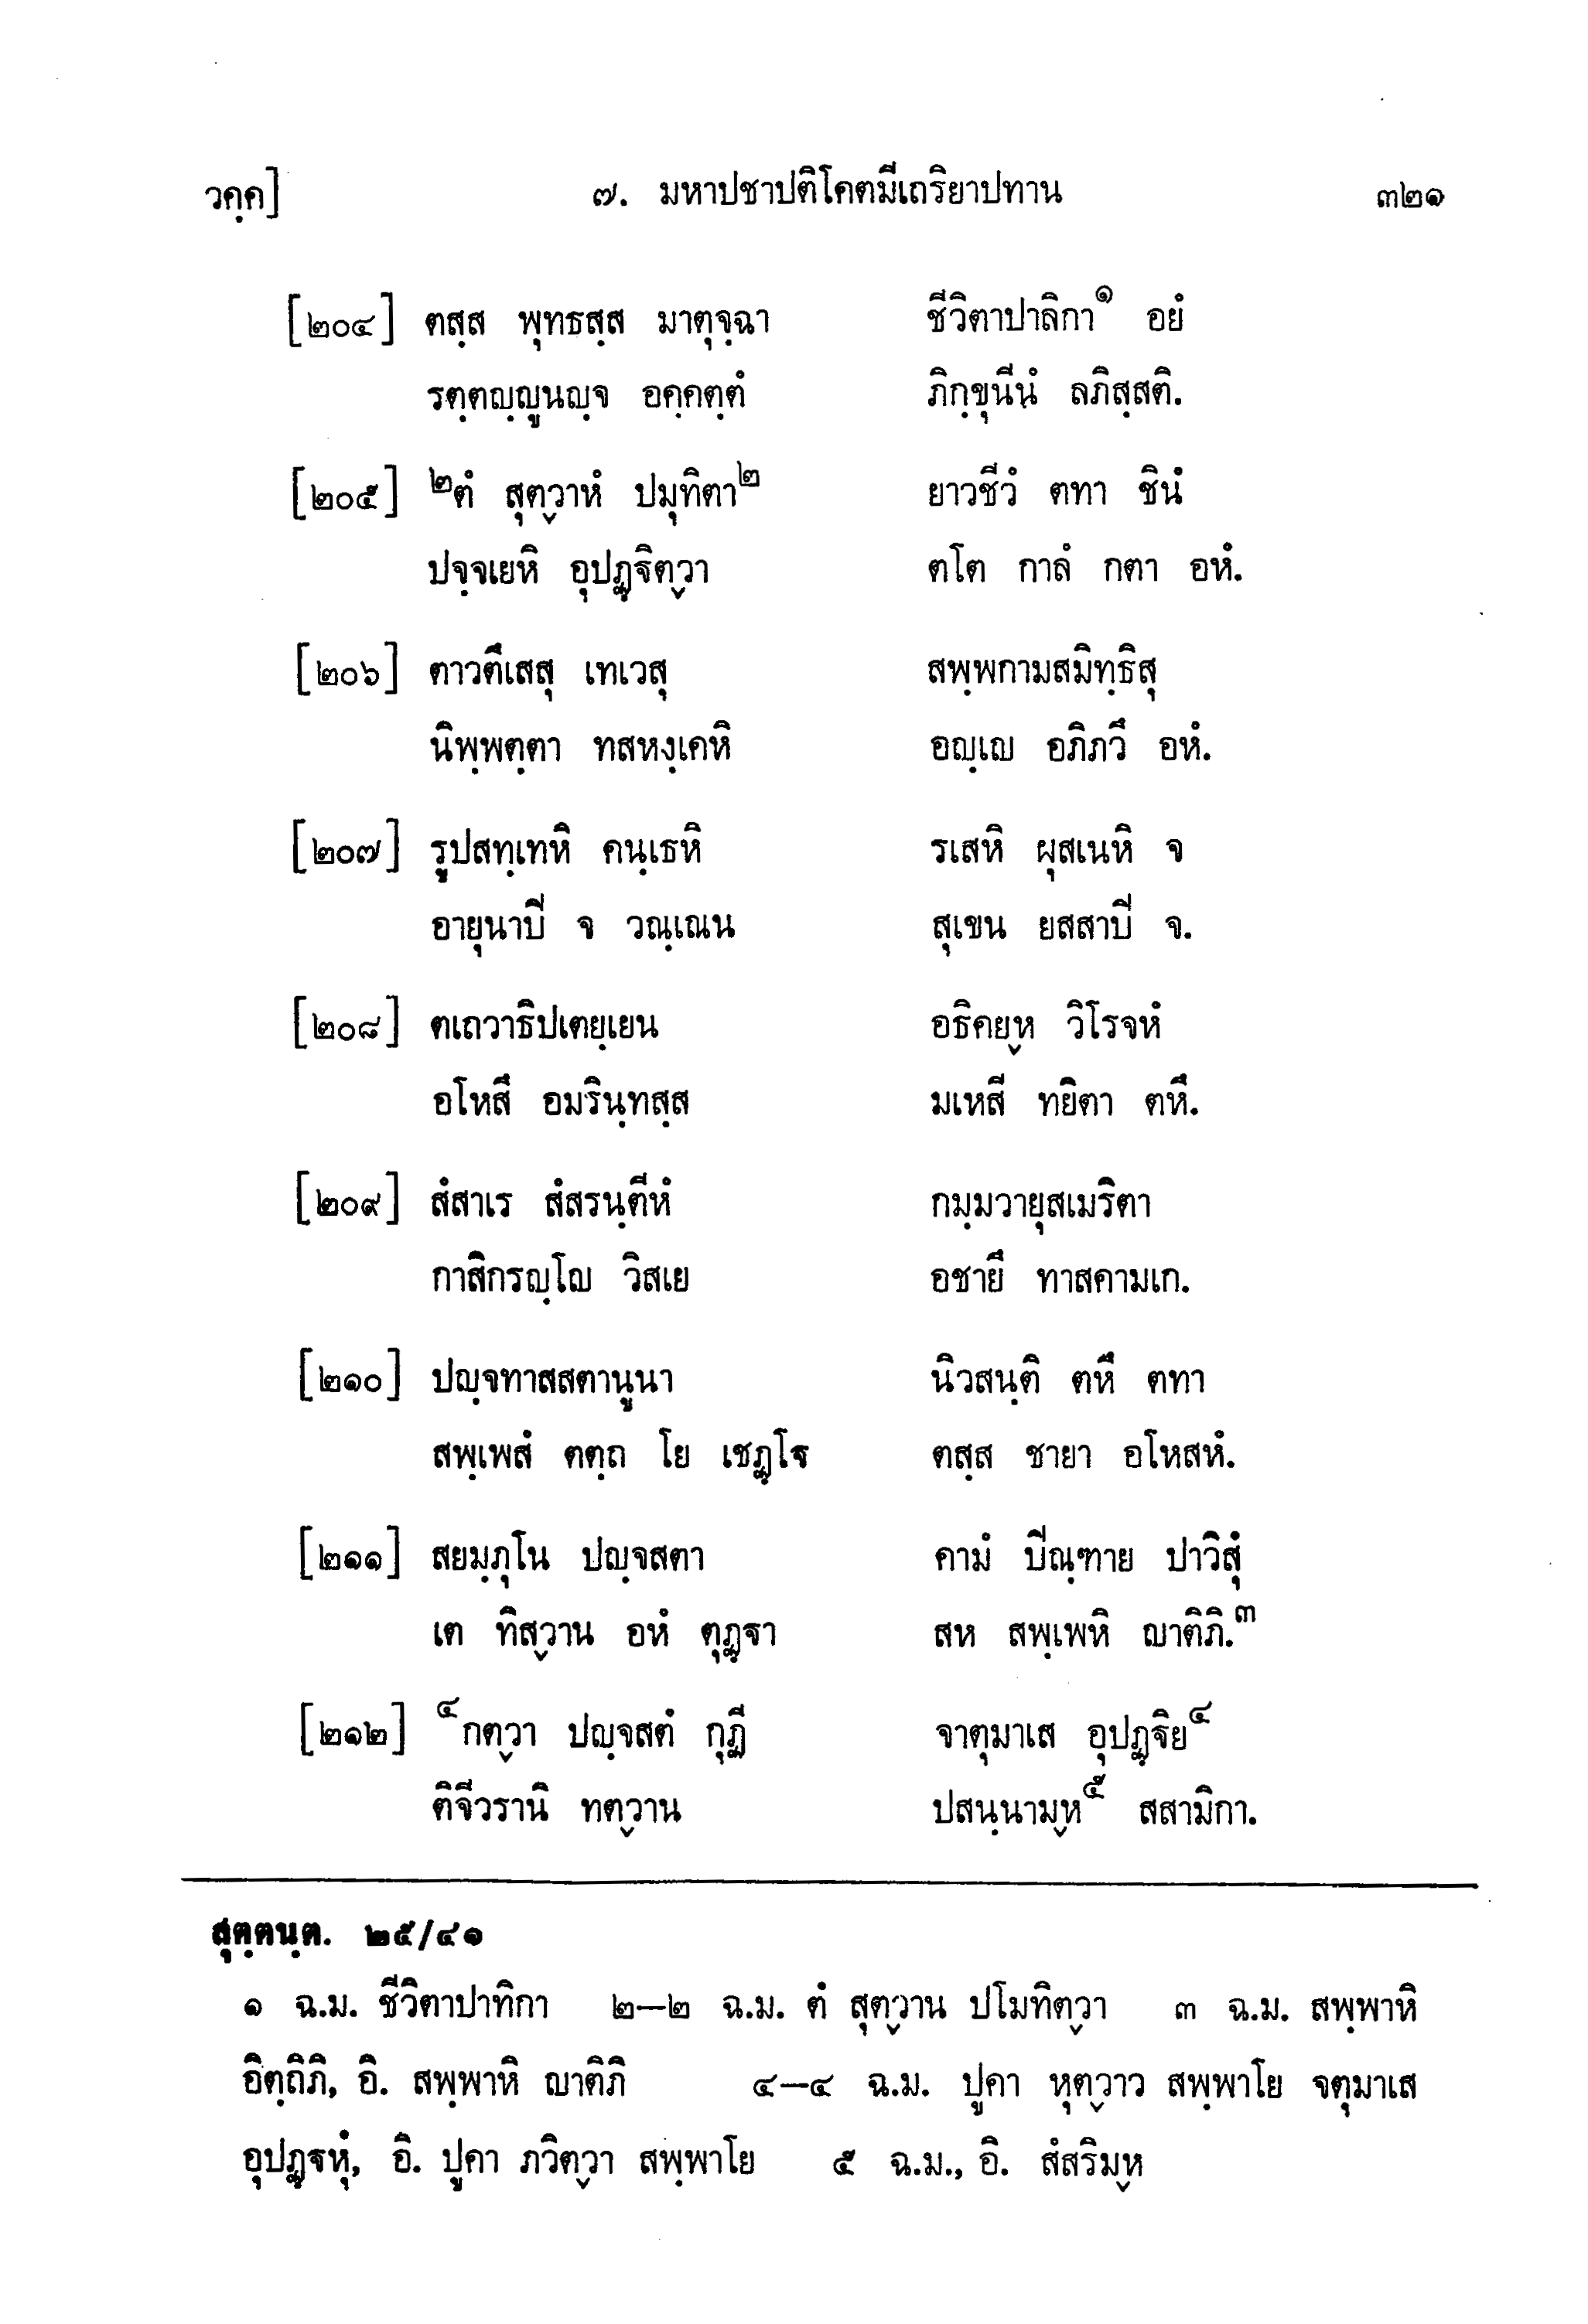 วคฺค] ๗. มหาปชาปติโคตมีเถริยาปทาน ๓๒๑
[๒๐๔] ตสฺส พุทธสฺส มาตุจฺฉา ชีวิตาปาลิกา๑ อยํ
รตฺตญฺญูนญฺจ อคฺคตฺตํ ภิกฺขุนีนํ ลภิสฺสติ.
[๒๐๕] ๒ตํ สุตฺวาหํ ปมุทิตา๒ ยาวชีวํ ตทา ชินํ
ปจฺจเยหิ อุปฏฺฐิตฺวา ตโต กาลํ กตา อหํ.
[๒๐๖] ตาวตึเสสุ เทเวสุ สพฺพกามสมิทฺธิสุ
นิพฺพตฺตา ทสหงฺเคหิ อญฺเญ อภิภวึ อหํ.
[๒๐๗] รูปสทฺเทหิ คนฺเธหิ รเสหิ ผุสเนหิ จ
อายุนาปี จ วณฺเณน สุเขน ยสสาปี จ.
[๒๐๘] ตเถวาธิปเตยฺเยน อธิคยฺห วิโรจหํ
อโหสึ อมรินฺทสฺส มเหสี ทยิตา ตหึ.
[๒๐๙] สํสาเร สํสรนฺตีหํ กมฺมวายุสเมริตา
กาสิกรญฺโญ วิสเย อชายึ ทาสคามเก.
[๒๑๐] ปญฺจทาสสตานูนา นิวสนฺติ ตหึ ตทา
สพฺเพสํ ตตฺถ โย เชฏฺโฐ ตสฺส ชายา อโหสหํ.
[๒๑๑] สยมฺภุโน ปญฺจสตา คามํ ปีณฺฑาย ปาวิสุํ
เต ทิสฺวาน อหํ ตุฏฺฐา สห สพฺเพหิ ญาติภิ.๓
[๒๑๒] ๔กตฺวา ปญฺจสตํ กุฏี จาตุมาเส อุปฏฺฐิย๔
ติจีวรานิ ทตฺวาน ปสนฺนามฺห๕ สสามิกา.
สุตฺตนฺต. ๒๕/๔๑
๑ ฉ.ม. ชีวิตาปาทิกา ๒–๒ ฉ.ม. ตํ สุตฺวาน ปโมทิตฺวา ๓ ฉ.ม. สพฺพาหิ
อิตฺถิภิ, อิ. สพฺพาหิ ญาติภิ ๔–๔ ฉ.ม. ปูคา หุตฺวาว สพฺพาโย จตุมาเส
อุปฏฺฐหุํ, อิ. ปูคา ภวิตฺวา สพฺพาโย ๕ ฉ.ม., อิ. สํสริมฺห